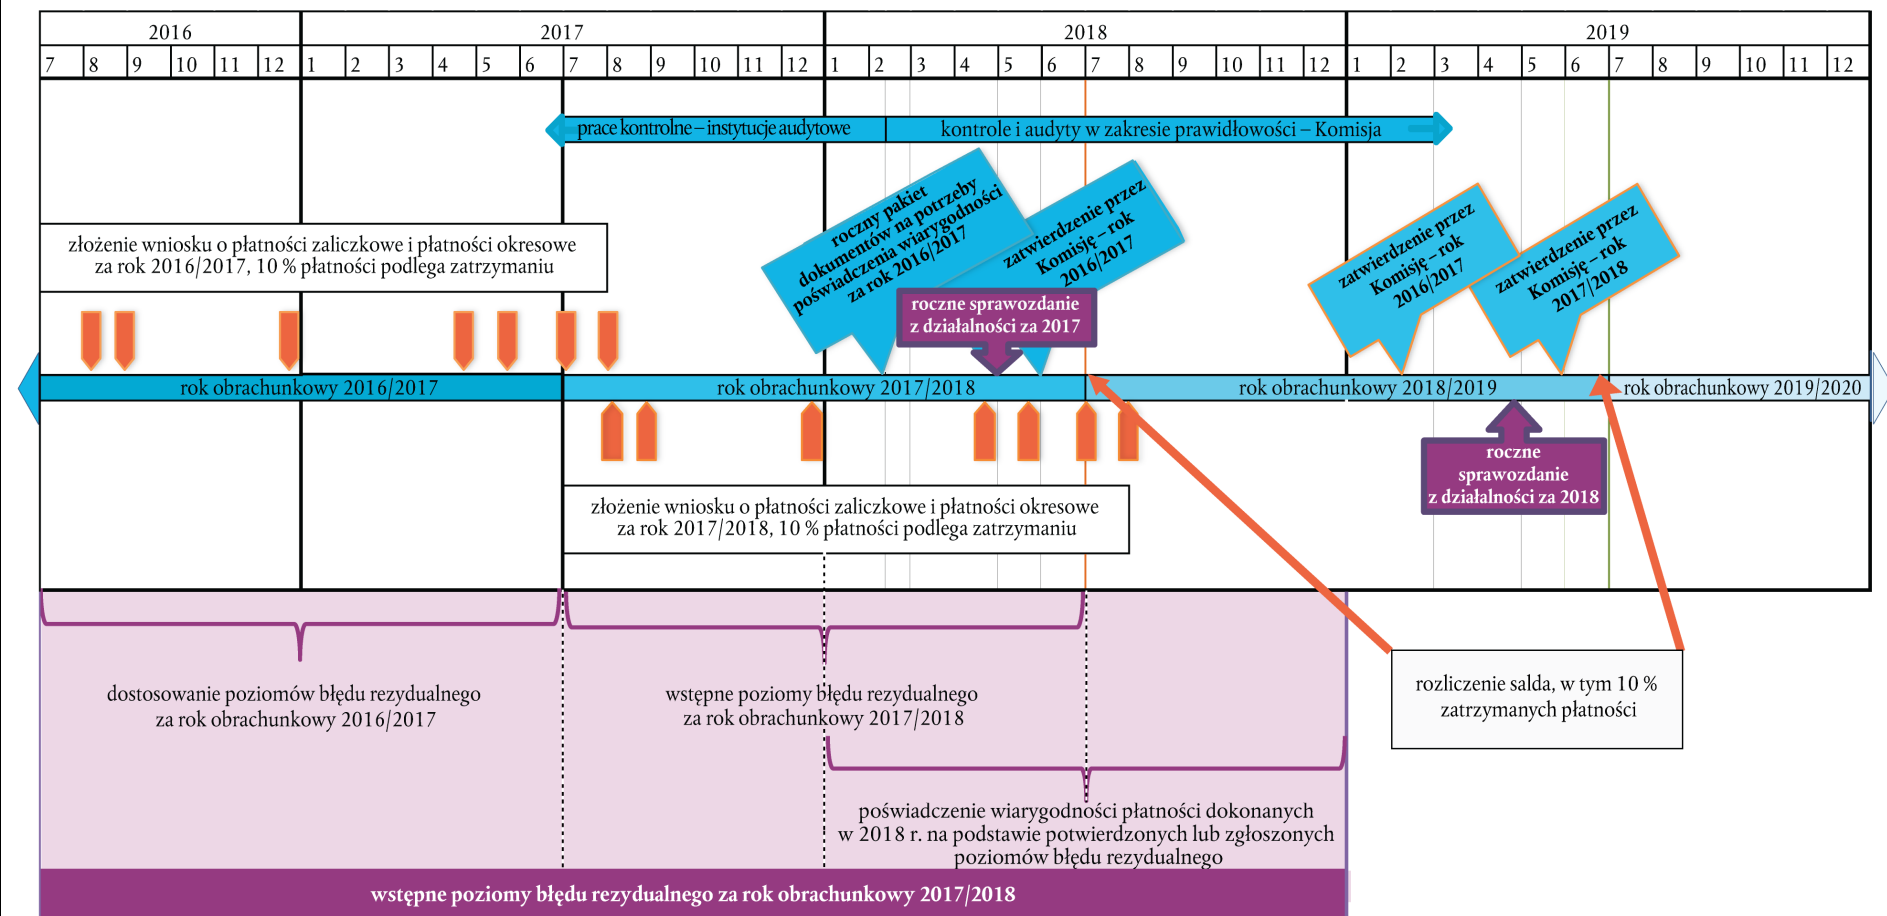 2016 2017 2018 2019
7 8 9 10 11 12 1 2 3 4 5 6 7 8 9 10 11 12 1 2 3 4 5 6 7 8 9 10 11 12 1 2 3 4 5 6 7 8 9 10 11 12
prace kontrolne – instytucje audytowe
kontrole i audyty w zakresie prawidłowości – Komisja
złożenie wniosku o płatności zaliczkowe i płatności okresowe
za rok 2016/2017, 10 % płatności podlega zatrzymaniu
roczny pakiet
dokumentów na potrzeby
poświadczenia wiarygodności
za rok 2016/2017
zatwierdzenie przez
Komisję – rok
2016/2017
roczne sprawozdanie
z działalności za 2017
zatwierdzenie przez
Komisję – rok
2016/2017
zatwierdzenie przez
Komisję – rok
2017/2018
rok obrachunkowy 2016/2017
rok obrachunkowy 2017/2018
rok obrachunkowy 2018/2019
rok obrachunkowy 2019/2020
roczne
sprawozdanie
z działalności za 2018
złożenie wniosku o płatności zaliczkowe i płatności okresowe
za rok 2017/2018, 10 % płatności podlega zatrzymaniu
dostosowanie poziomów błędu rezydualnego
za rok obrachunkowy 2016/2017
wstępne poziomy błędu rezydualnego
za rok obrachunkowy 2017/2018
rozliczenie salda, w tym 10 %
zatrzymanych płatności
poświadczenie wiarygodności płatności dokonanych
w 2018 r. na podstawie potwierdzonych lub zgłoszonych
poziomów błędu rezydualnego
wstępne poziomy błędu rezydualnego za rok obrachunkowy 2017/2018